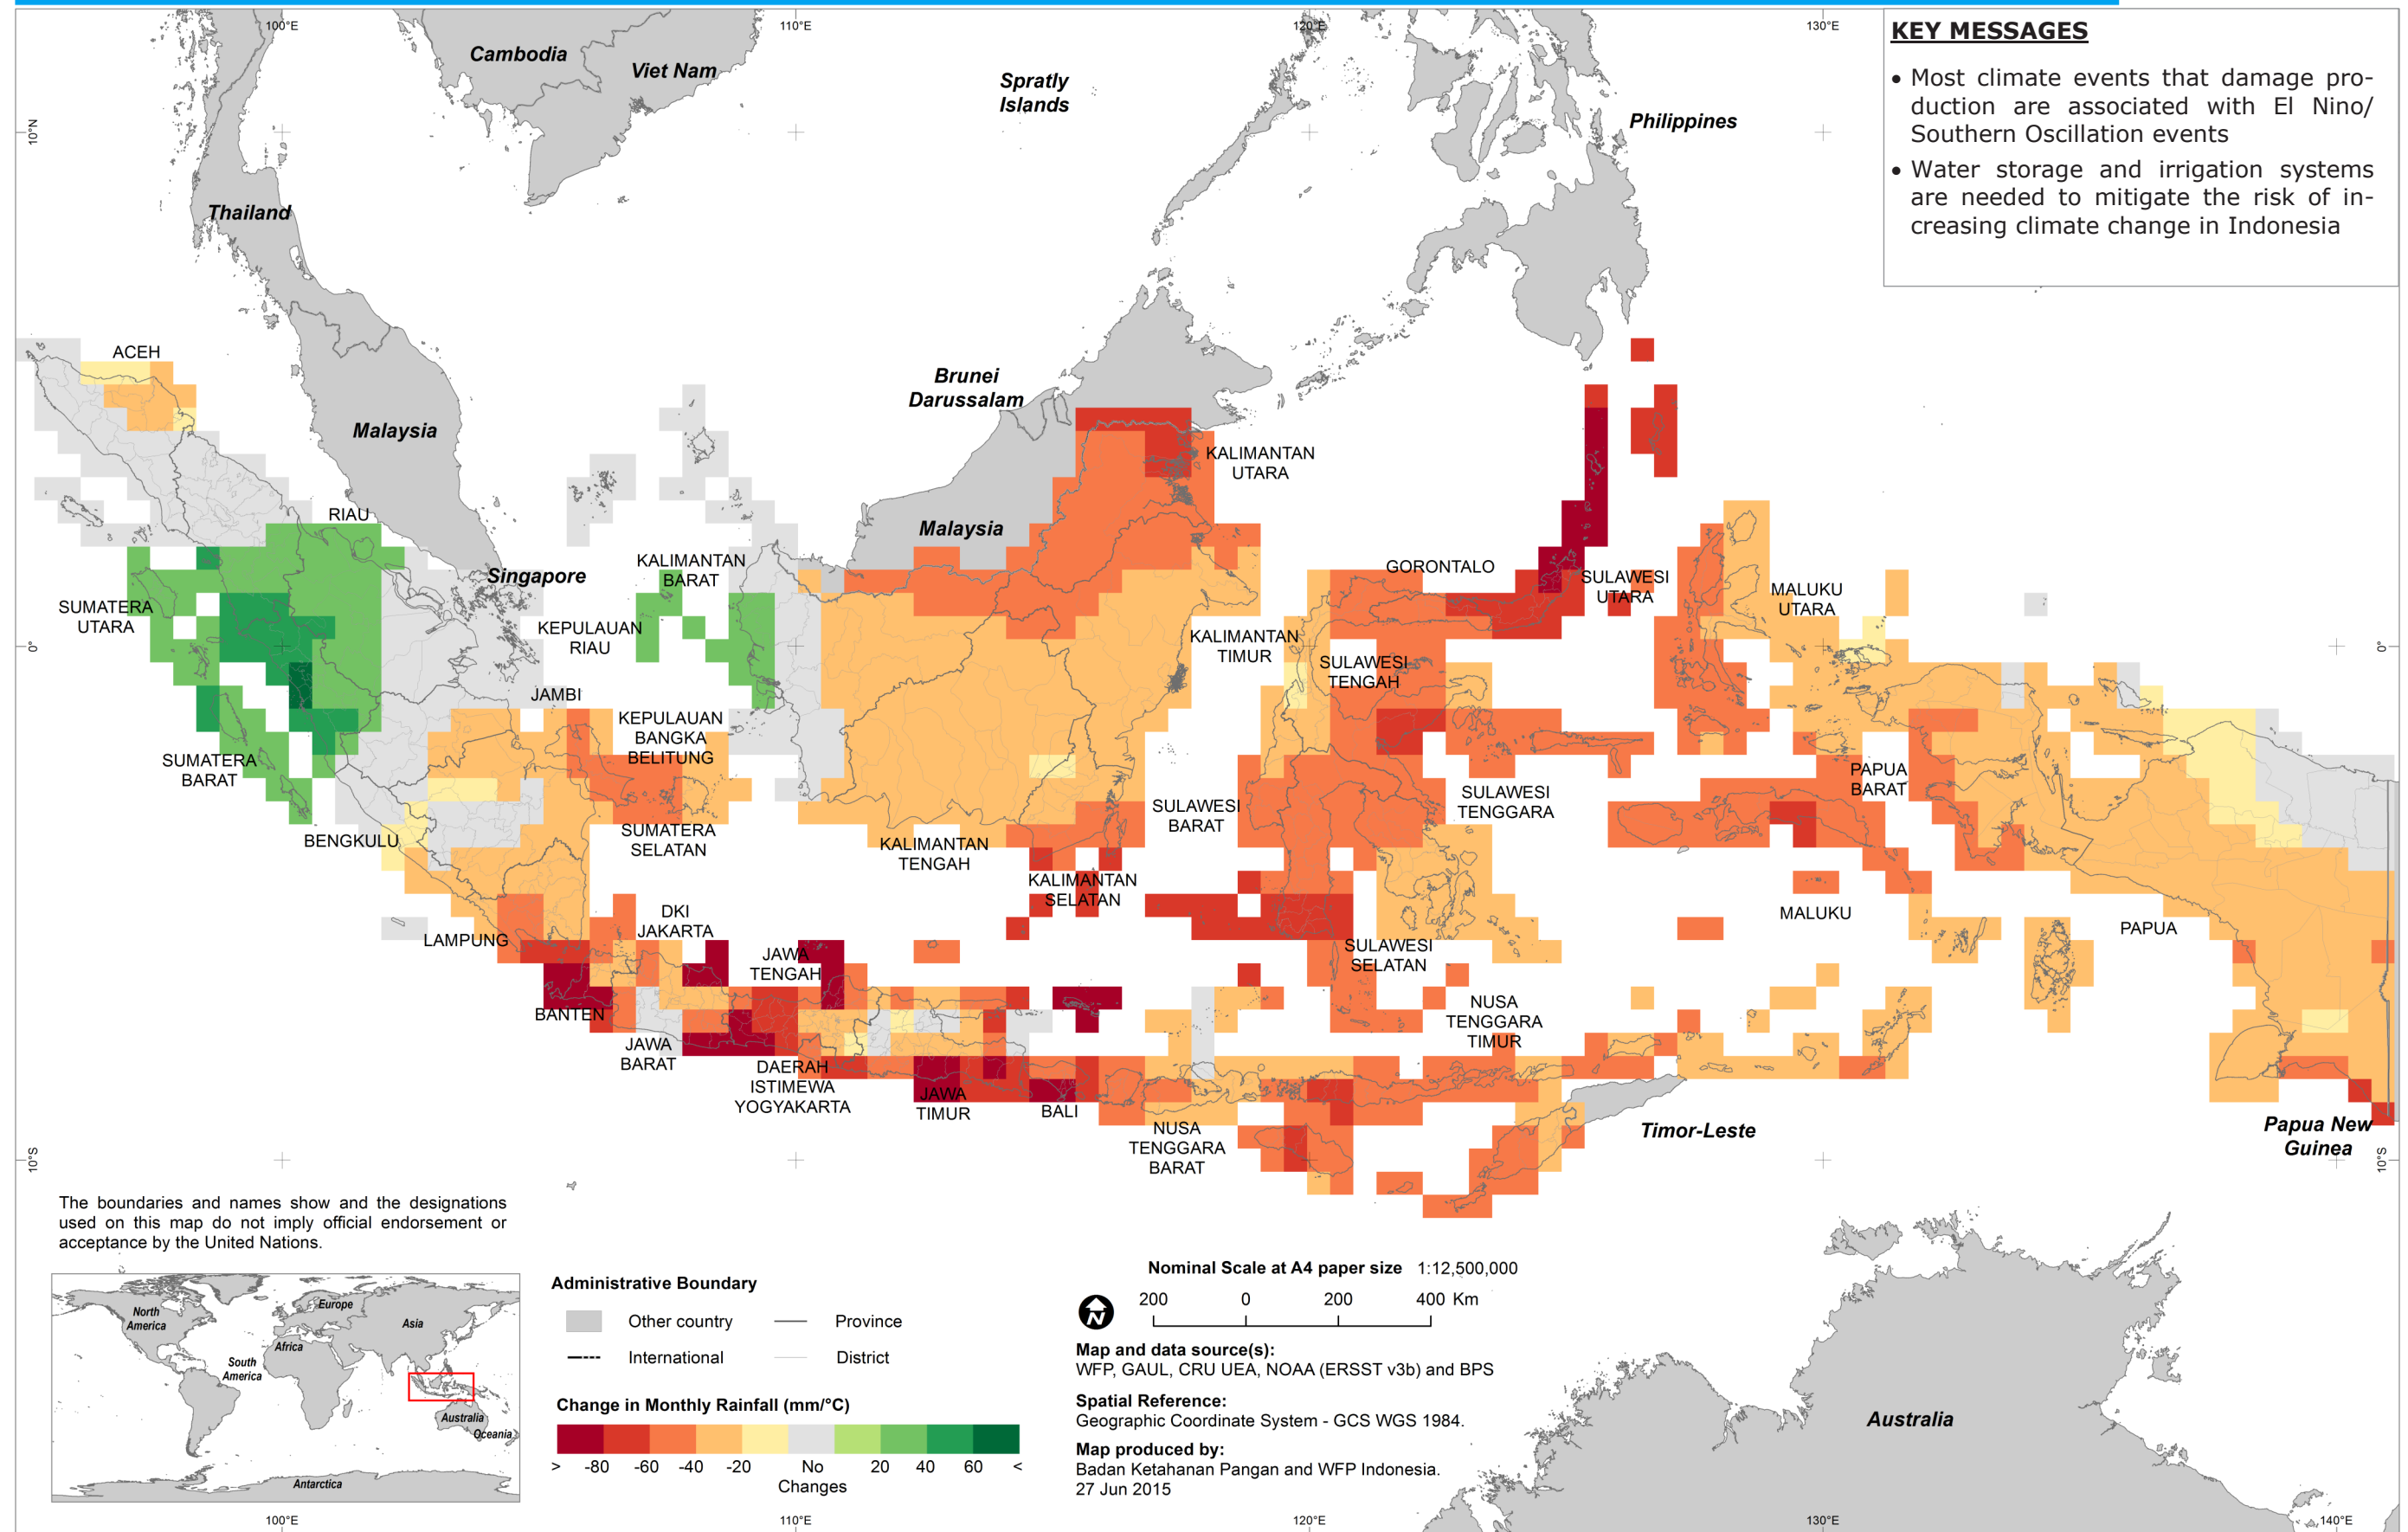 100°E
110°E
120°E
130°E
KEY MESSAGES
• Most climate events that damage pro-
duction are associated with El Nino/
Southern Oscillation events
• Water storage and irrigation systems
are needed to mitigate the risk of in-
creasing climate change in Indonesia
Cambodia
Viet Nam
Spratly
Islands
Philippines
10°N
Thailand
ACEH
Brunei
Darussalam
Malaysia
KALIMANTAN
UTARA
RIAU
Malaysia
Singapore
KALIMANTAN
BARAT
GORONTALO
SULAWESI
UTARA
MALUKU
UTARA
SUMATERA
UTARA
KEPULAUAN
RIAU
KALIMANTAN
TIMUR
0°
0°
SULAWESI
TENGAH
JAMBI
KEPULAUAN
BANGKA
BELITUNG
SUMATERA
BARAT
PAPUA
BARAT
SULAWESI
BARAT
SULAWESI
TENGGARA
BENGKULU
SUMATERA
SELATAN
KALIMANTAN
TENGAH
KALIMANTAN
SELATAN
MALUKU
PAPUA
LAMPUNG
DKI
JAKARTA
JAWA
TENGAH
SULAWESI
SELATAN
BANTEN
NUSA
TENGGARA
TIMUR
JAWA
BARAT
DAERAH
ISTIMEWA
YOGYAKARTA
JAWA
TIMUR
BALI
NUSA
TENGGARA
BARAT
Timor-Leste
Papua New
Guinea
10°S
10°S
The boundaries and names show and the designations
used on this map do not imply official endorsement or
acceptance by the United Nations.
North
America
Europe
Asia
Africa
South
America
Australia
Oceania
Antarctica
Administrative Boundary
Other country
Province
International
District
Change in Monthly Rainfall (mm/°C)
> -80 -60 -40 -20 No 20 40 60 <
Changes
Nominal Scale at A4 paper size 1:12,500,000
N
200 0 200 400 Km
Map and data source(s):
WFP, GAUL, CRU UEA, NOAA (ERSST v3b) and BPS
Spatial Reference:
Geographic Coordinate System - GCS WGS 1984.
Map produced by:
Badan Ketahanan Pangan and WFP Indonesia.
27 Jun 2015
Australia
100°E
110°E
120°E
130°E
140°E